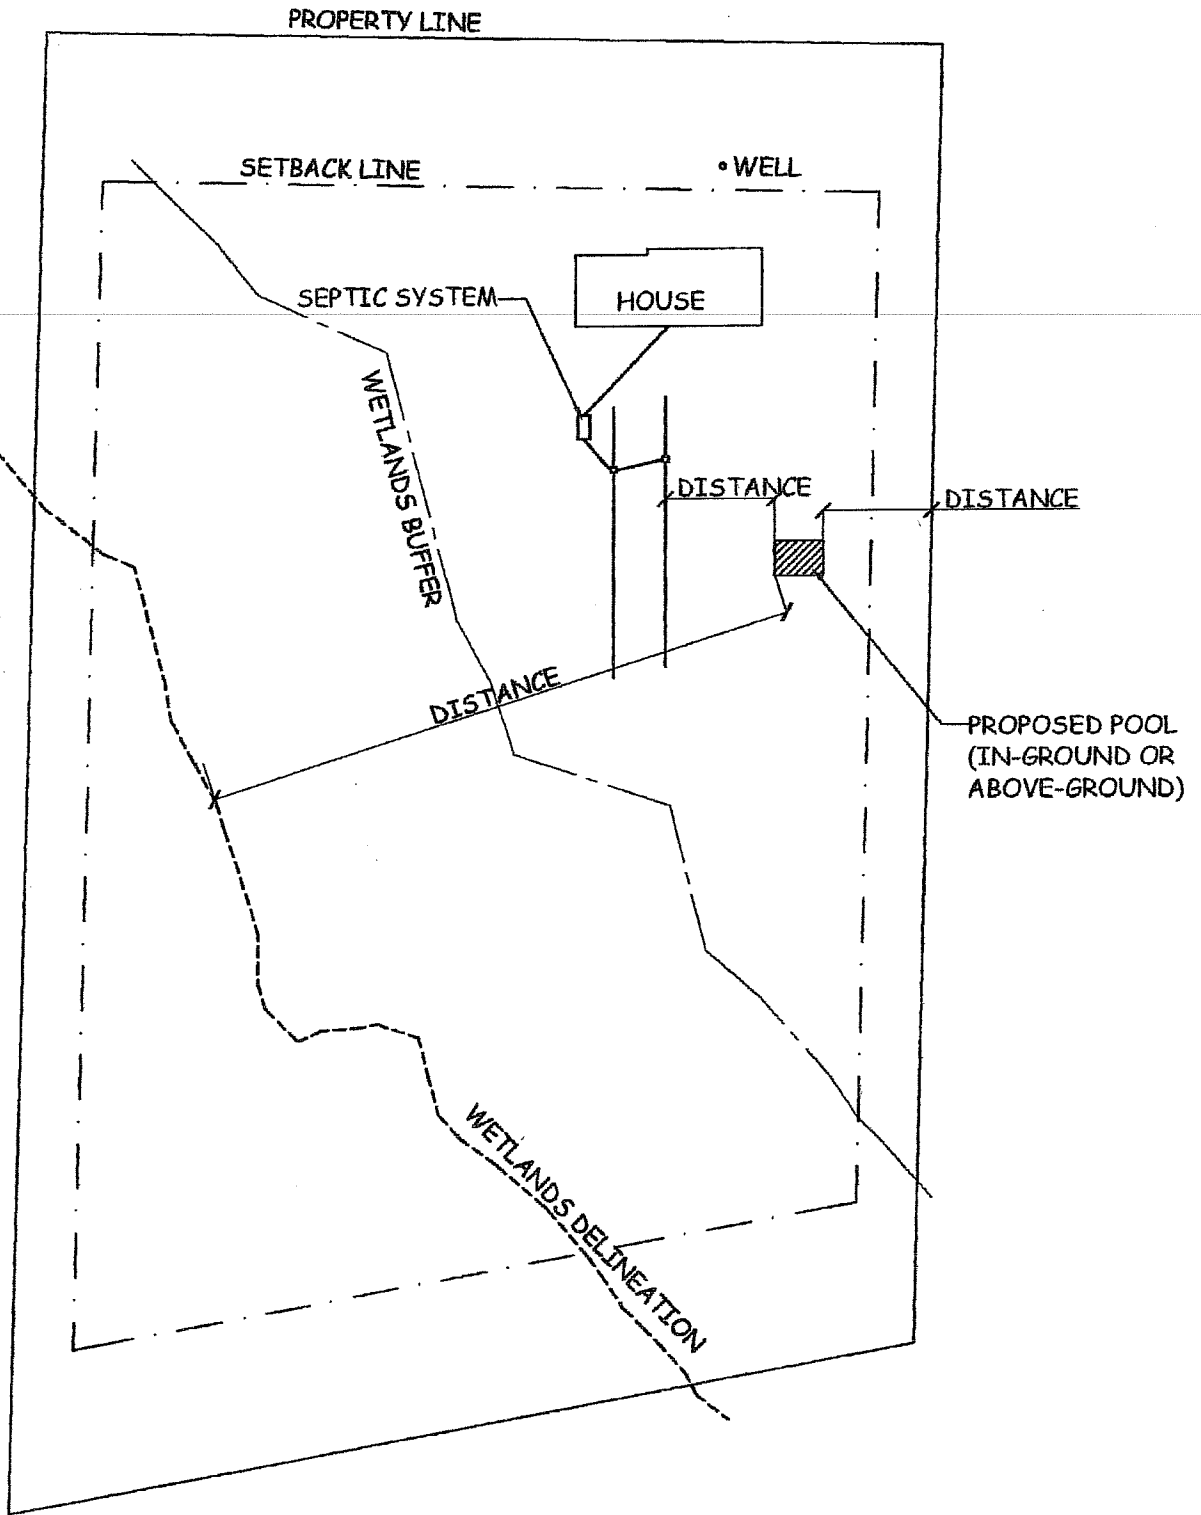 PROPERTY LINE
SETBACK LINE
WELL
SEPTIC SYSTEM
HOUSE
WETLANDS BUFFER
DISTANCE
DISTANCE
DISTANCE
PROPOSED POOL
(IN-GROUND OR
ABOVE-GROUND)
WETLANDS DELINEATION